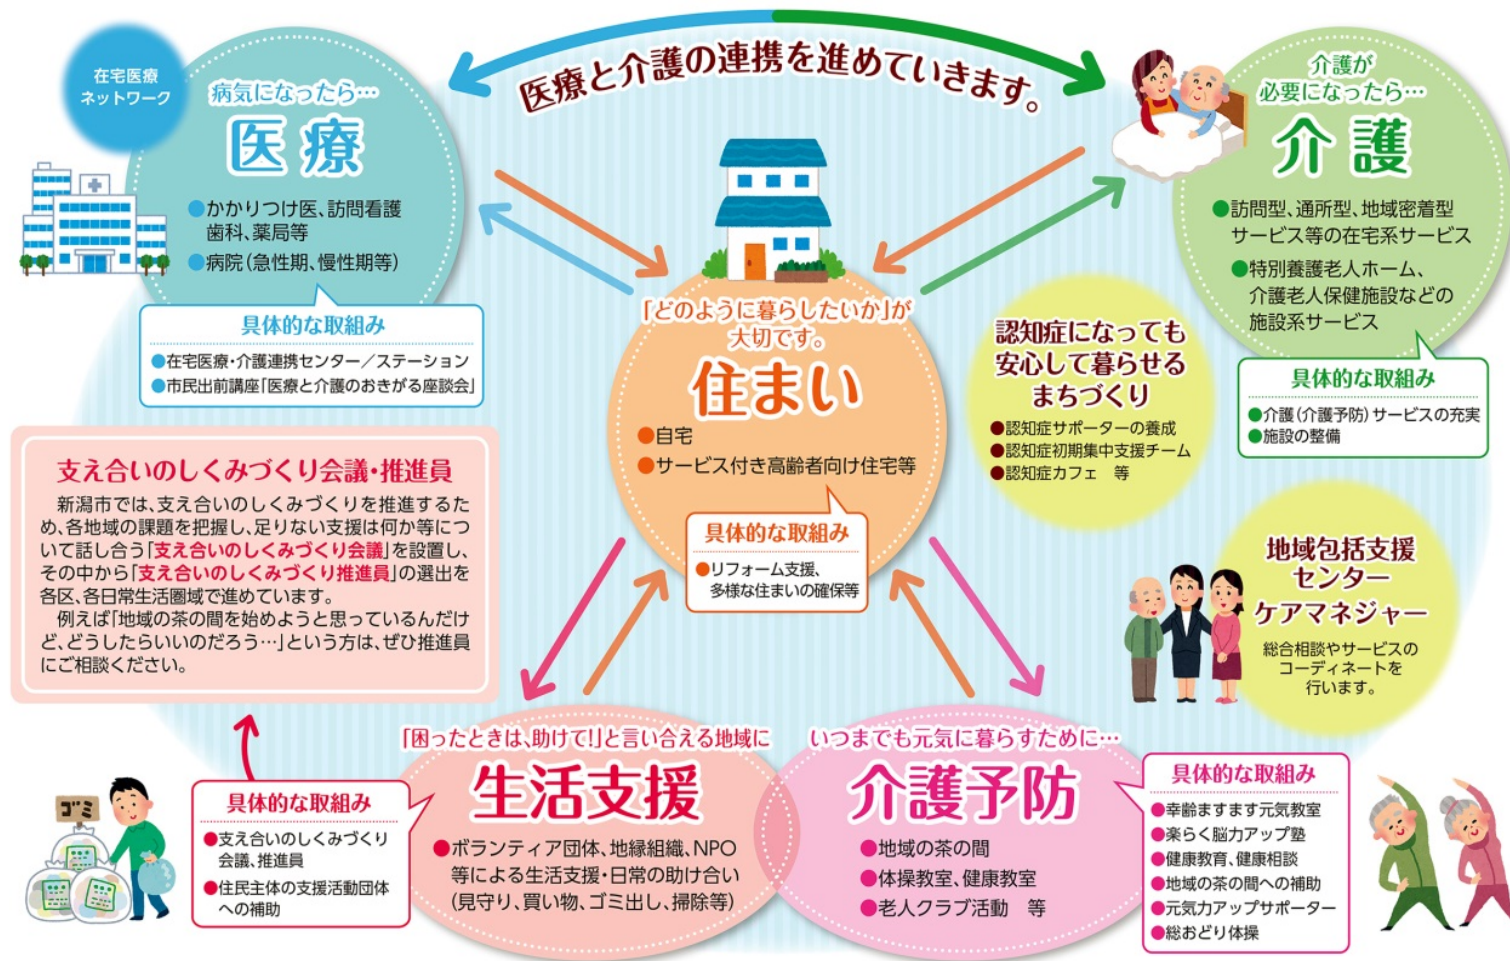 医療と介護の連携を進めていきます。
在宅医療
ネットワーク
病気になったら…
医療
●かかりつけ医、訪問看護
歯科、薬局等
●病院(急性期、慢性期等)
具体的な取組み
●在宅医療・介護連携センター／ステーション
●市民出前講座「医療と介護のおきがる座談会」
介護が
必要になったら…
介護
●訪問型、通所型、地域密着型
サービス等の在宅系サービス
●特別養護老人ホーム、
介護老人保健施設などの
施設系サービス
具体的な取組み
●介護(介護予防)サービスの充実
●施設の整備
「どのように暮らしたいか」が
大切です。
住まい
●自宅
●サービス付き高齢者向け住宅等
具体的な取組み
●リフォーム支援、
多様な住まいの確保等
認知症になっても
安心して暮らせる
まちづくり
●認知症サポーターの養成
●認知症初期集中支援チーム
●認知症カフェ　等
支え合いのしくみづくり会議・推進員
　新潟市では、支え合いのしくみづくりを推進するた
め、各地域の課題を把握し、足りない支援は何か等につ
いて話し合う「支え合いのしくみづくり会議」を設置し、
その中から「支え合いのしくみづくり推進員」の選出を
各区、各日常生活圏域で進めています。
　例えば「地域の茶の間を始めようと思っているんだけ
ど、どうしたらいいのだろう…」という方は、ぜひ推進員
にご相談ください。
地域包括支援
センター
ケアマネジャー
総合相談やサービスの
コーディネートを
行います。
「困ったときは、助けて!」と言い合える地域に
生活支援
●ボランティア団体、地縁組織、NPO
等による生活支援・日常の助け合い
(見守り、買い物、ゴミ出し、掃除等)
具体的な取組み
●支え合いのしくみづくり
会議、推進員
●住民主体の支援活動団体
への補助
ゴミ
いつまでも元気に暮らすために…
介護予防
●地域の茶の間
●体操教室、健康教室
●老人クラブ活動　等
具体的な取組み
●幸齢ますます元気教室
●楽らく脳力アップ塾
●健康教育、健康相談
●地域の茶の間への補助
●元気力アップサポーター
●総おどり体操